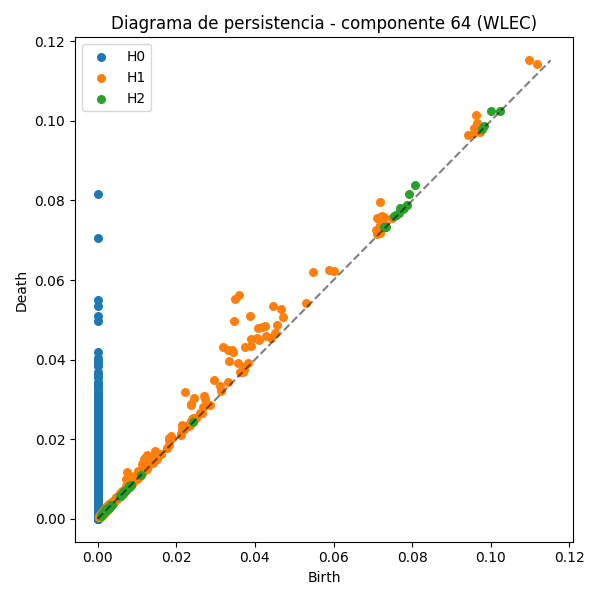 Diagrama de persistencia - componente 64 (WLEC)
0.12
H0
H1
H2
0.10
0.08
0.06
Death
0.04
0.02
0.00
0.00 0.02 0.04 0.06 0.08 0.10 0.12
Birth